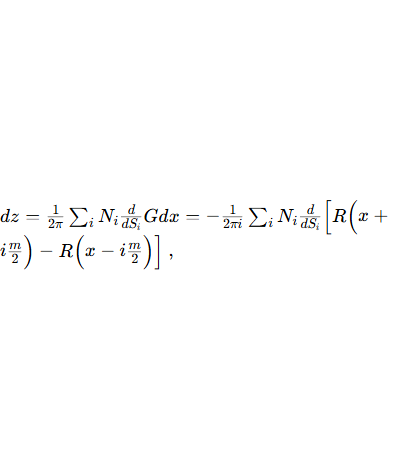 dz = \frac{1}{2\pi} \sum_i N_i \frac{d}{dS_i} G dx = -\frac{1}{2\pi i} \sum_i N_i \frac{d}{dS_i} \Big[ R\Big( x +
i\frac{m}{2} \Big) - R\Big( x - i\frac{m}{2} \Big) \Big] ,